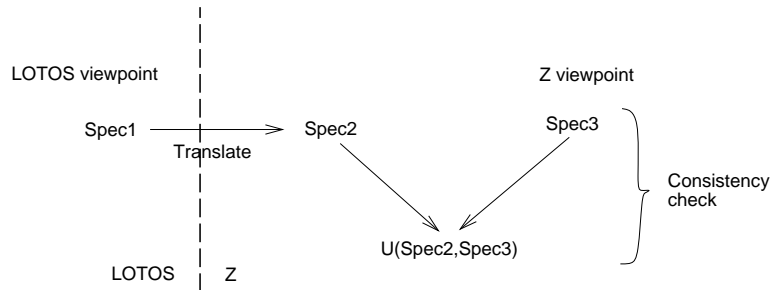 LOTOS viewpoint
Z viewpoint
Spec1
Spec2
Spec3
Translate
Consistency
check
U(Spec2,Spec3)
LOTOS
Z